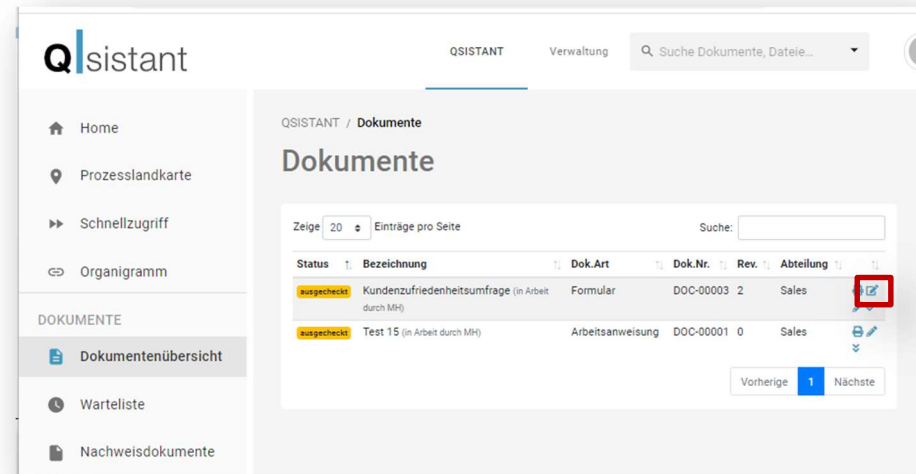 QSISTANT
Verwaltung
Suche Dokumente, Dateie...
Qsistant
Home
Prozesslandkarte
Schnellzugriff
Organigramm
DOKUMENTE
Dokumentenübersicht
Warteliste
Nachweisdokumente
QSISTANT / Dokumente
Dokumente
Zeige 20 Einträge pro Seite
Suche:
Status Bezeichnung Dok.Art Dok.Nr. Rev. Abteilung
ausgecheckt Kundenzufriedenheitsumfrage (in Arbeit Formular DOC-00003 2 Sales
durch MH)
ausgecheckt Test 15 (in Arbeit durch MH) Arbeitsanweisung DOC-00001 0 Sales
Vorherige 1 Nächste